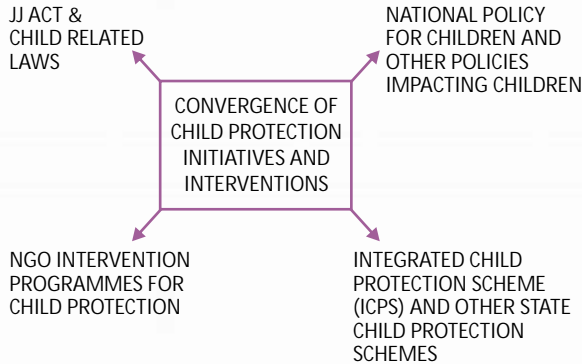 JJ ACT &
CHILD RELATED
LAWS
NATIONAL POLICY
FOR CHILDREN AND
OTHER POLICIES
IMPACTING CHILDREN
CONVERGENCE OF
CHILD PROTECTION
INITIATIVES AND
INTERVENTIONS
NGO INTERVENTION
PROGRAMMES FOR
CHILD PROTECTION
INTEGRATED CHILD
PROTECTION SCHEME
(ICPS) AND OTHER STATE
CHILD PROTECTION
SCHEMES